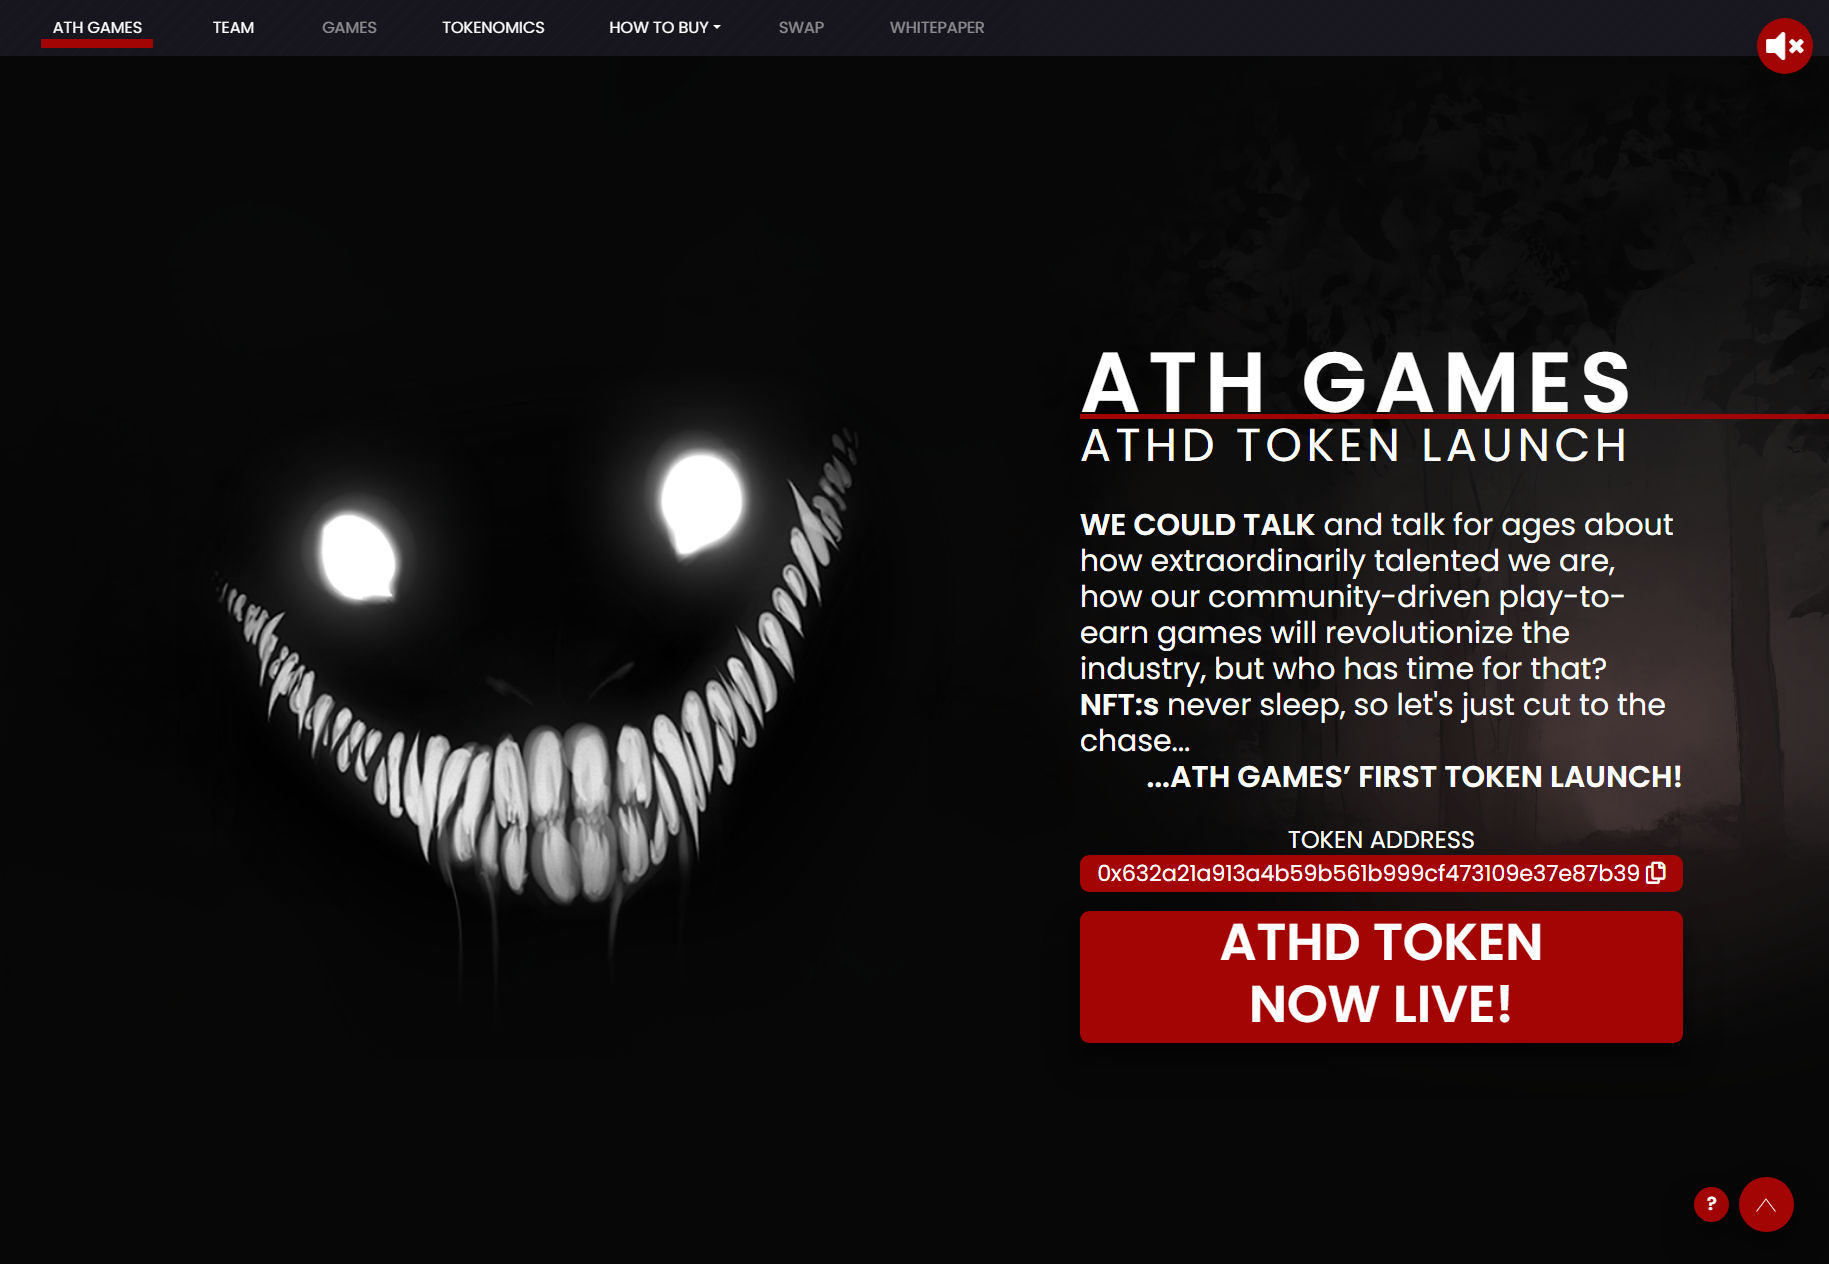 ATH GAMES
TEAM
GAMES
TOKENOMICS
HOW TO BUY
SWAP
WHITEPAPER
ATH GAMES
ATHD TOKEN LAUNCH
WE COULD TALK and talk for ages about
how extraordinarily talented we are,
how our community-driven play-to-
earn games will revolutionize the
industry, but who has time for that?
NFT:s never sleep, so let's just cut to the
chase...
...ATH GAMES’ FIRST TOKEN LAUNCH!
TOKEN ADDRESS
0x632a21a913a4b59b561b999cf473109e37e87b39
ATHD TOKEN
NOW LIVE!
?